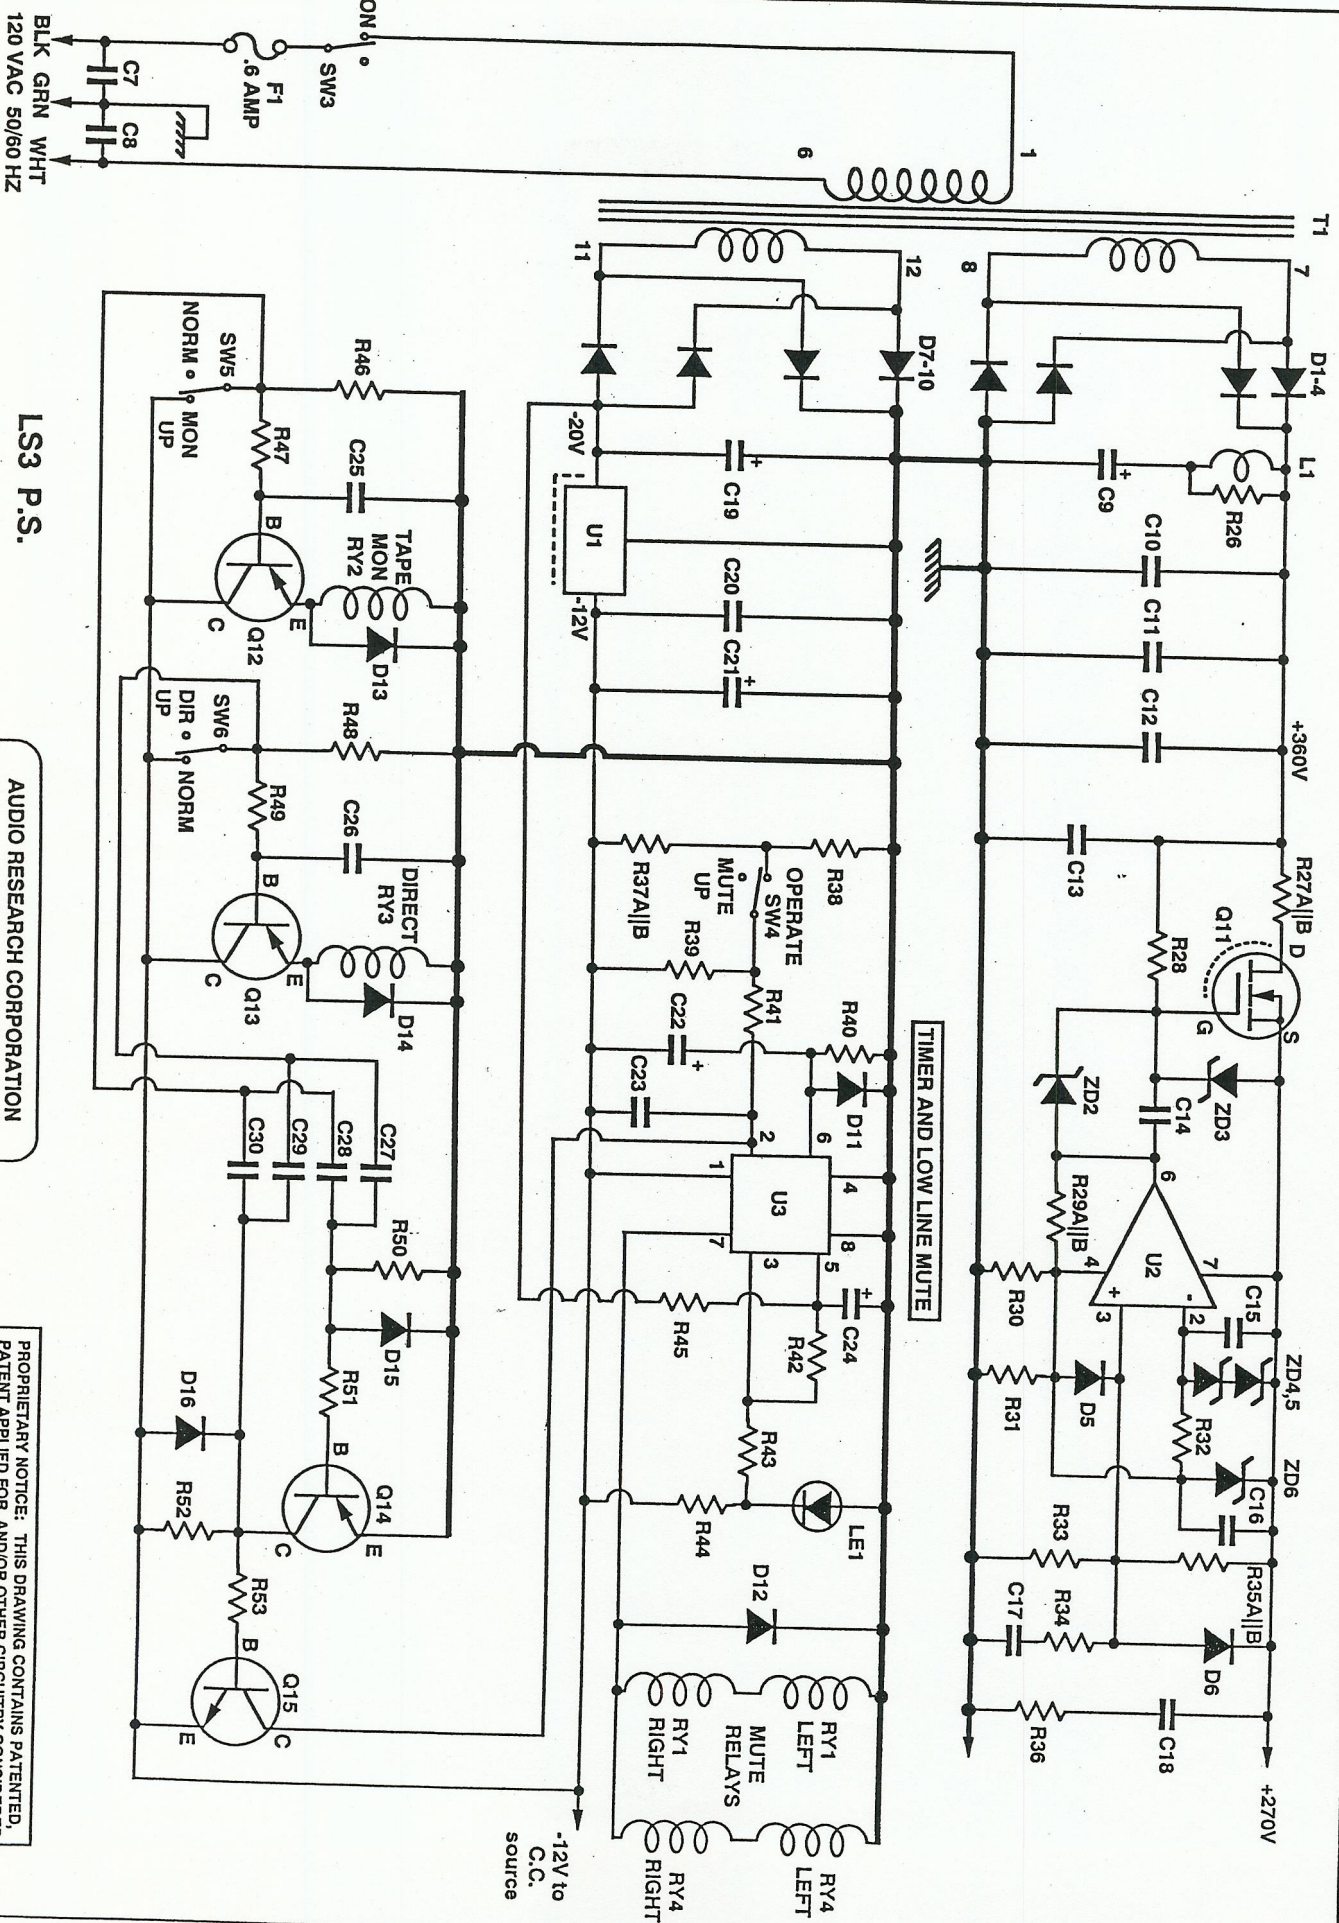 ON
SW3
F1
.6 AMP
C7
C8
BLK GRN WHT
120 VAC 50/60 HZ
1
6
T1
7
8
D1-4
L1
R26
C9
C10
C11
C12
+360V
C13
R27A||B
Q11
D
S
G
R28
ZD3
ZD2
C14
6
R29A||B
U2
7
4
+
3
-
2
C15
ZD4,5
R30
R31
D5
R32
ZD6
C16
R33
R35A||B
R34
C17
D6
C18
R36
+270V
12
11
D7-10
-20V
+
C19
U1
-12V
C20
C21
+
TIMER AND LOW LINE MUTE
R38
R37A||B
OPERATE
SW4
MUTE
UP
R39
R41
R40
D11
C22
+
C23
2
6
1
4
U3
8
7
5
3
+
C24
R42
R45
R43
R44
LE1
D12
RY1
LEFT
MUTE
RELAYS
RY1
RIGHT
RY4
LEFT
RY4
RIGHT
-12V to
C.C.
source
R46
SW5
NORM
MON
UP
R47
C25
TAPE
MON
RY2
B
E
C
Q12
D13
R48
SW6
DIR
UP
NORM
R49
C26
DIRECT
RY3
B
E
C
Q13
D14
C27
C28
C29
C30
R50
D15
R51
D16
R52
B
Q14
E
C
R53
B
Q15
C
E
LS3 P.S.
AUDIO RESEARCH CORPORATION
PROPRIETARY NOTICE: THIS DRAWING CONTAINS PATENTED,
PATENT APPLIED FOR, AND/OR OTHER CIRCUITRY CONSIDERED